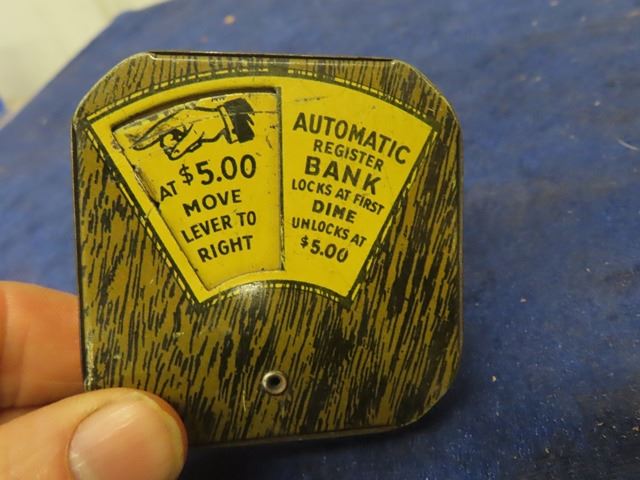 AT $5.00
MOVE
LEVER TO
RIGHT
AUTOMATIC
REGISTER
BANK
LOCKS AT FIRST
DIME
UNLOCKS AT
$5.00